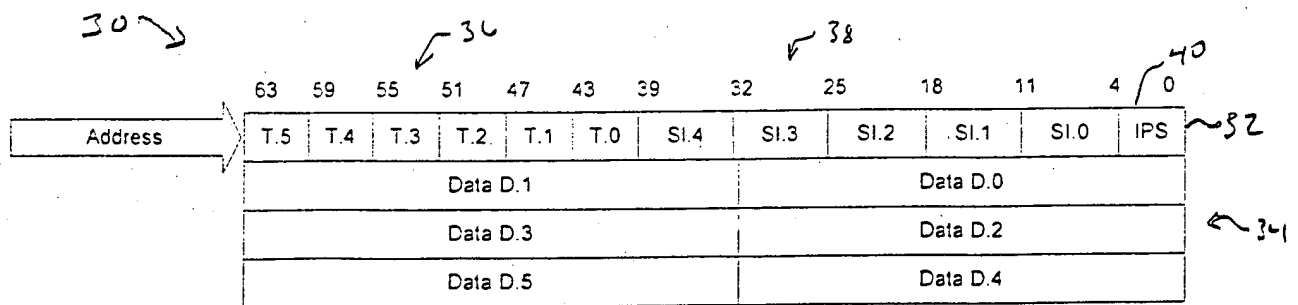 30 36 38
40
63 59 55 51 47 43 39 32 25 18 11 4 0
Address T.5 T.4 T.3 T.2 T.1 T.0 SI.4 SI.3 SI.2 SI.1 SI.0 IPS 32
Data D.1 Data D.0
Data D.3 Data D.2 34
Data D.5 Data D.4